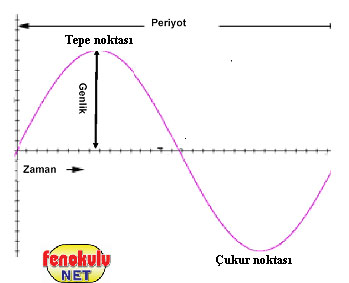 Periyot
Tepe noktası
Genlik
Zaman
Çukur noktası
fenokulu
NET